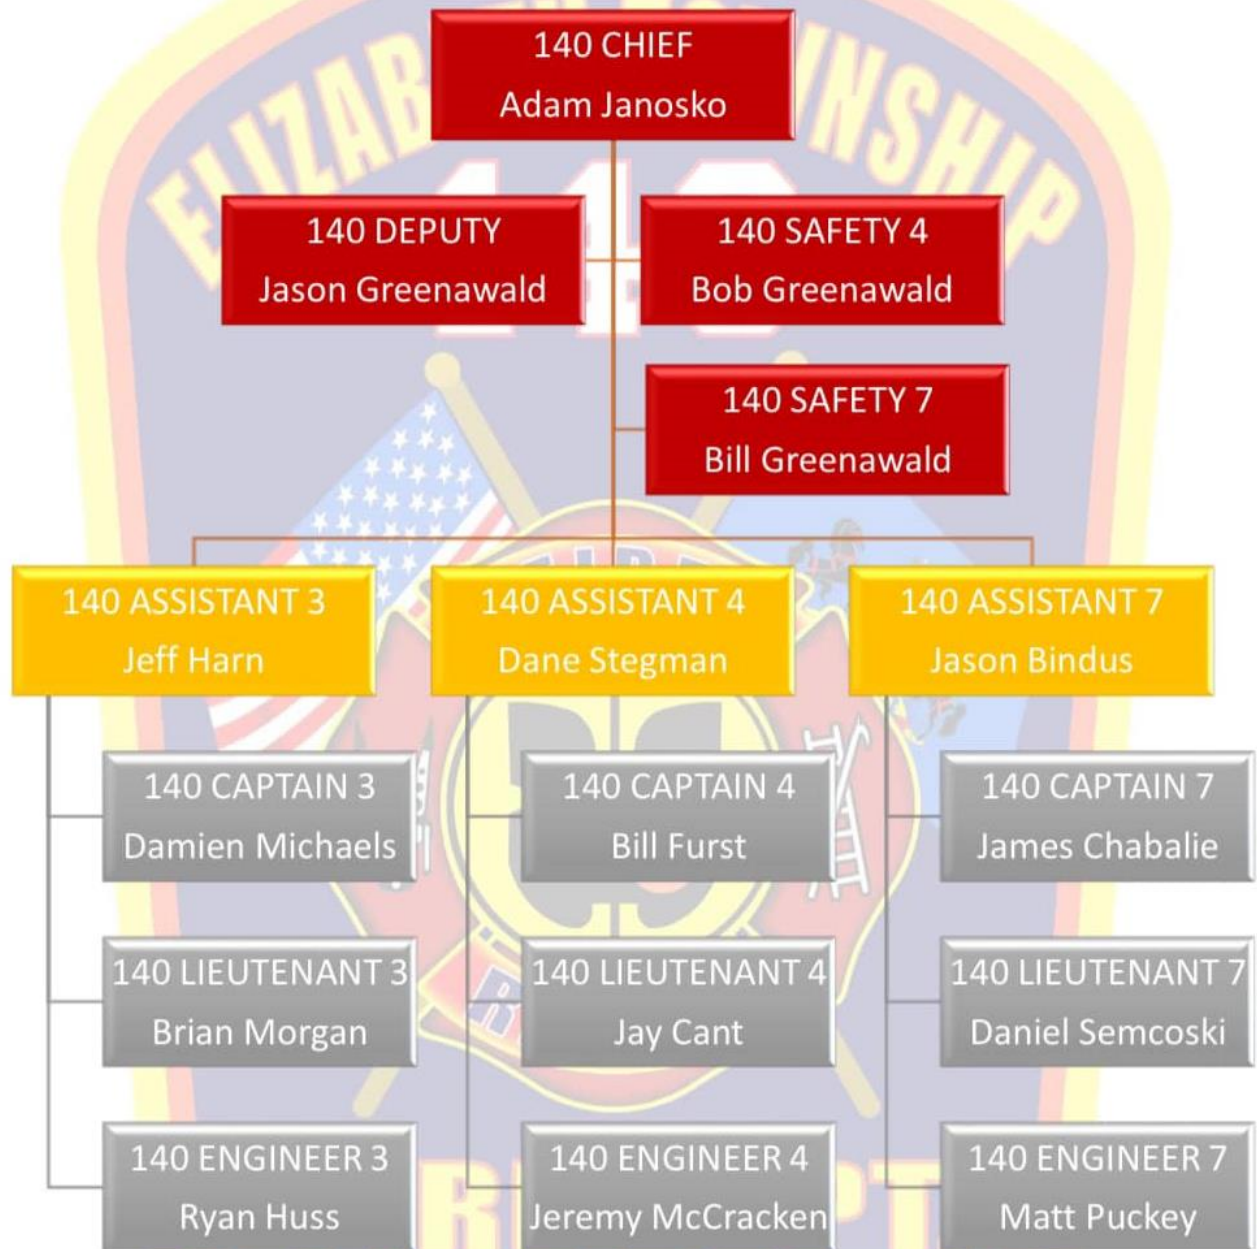 ELIZAB TOWNSHIP
140
140 CHIEF
Adam Janosko
140 DEPUTY
Jason Greenawald
140 SAFETY 4
Bob Greenawald
140 SAFETY 7
Bill Greenawald
140 ASSISTANT 3
Jeff Harn
140 ASSISTANT 4
Dane Stegman
140 ASSISTANT 7
Jason Bindus
140 CAPTAIN 3
Damien Michaels
140 CAPTAIN 4
Bill Furst
140 CAPTAIN 7
James Chabalie
140 LIEUTENANT 3
Brian Morgan
140 LIEUTENANT 4
Jay Cant
140 LIEUTENANT 7
Daniel Semcoski
140 ENGINEER 3
Ryan Huss
140 ENGINEER 4
Jeremy McCracken
140 ENGINEER 7
Matt Puckey